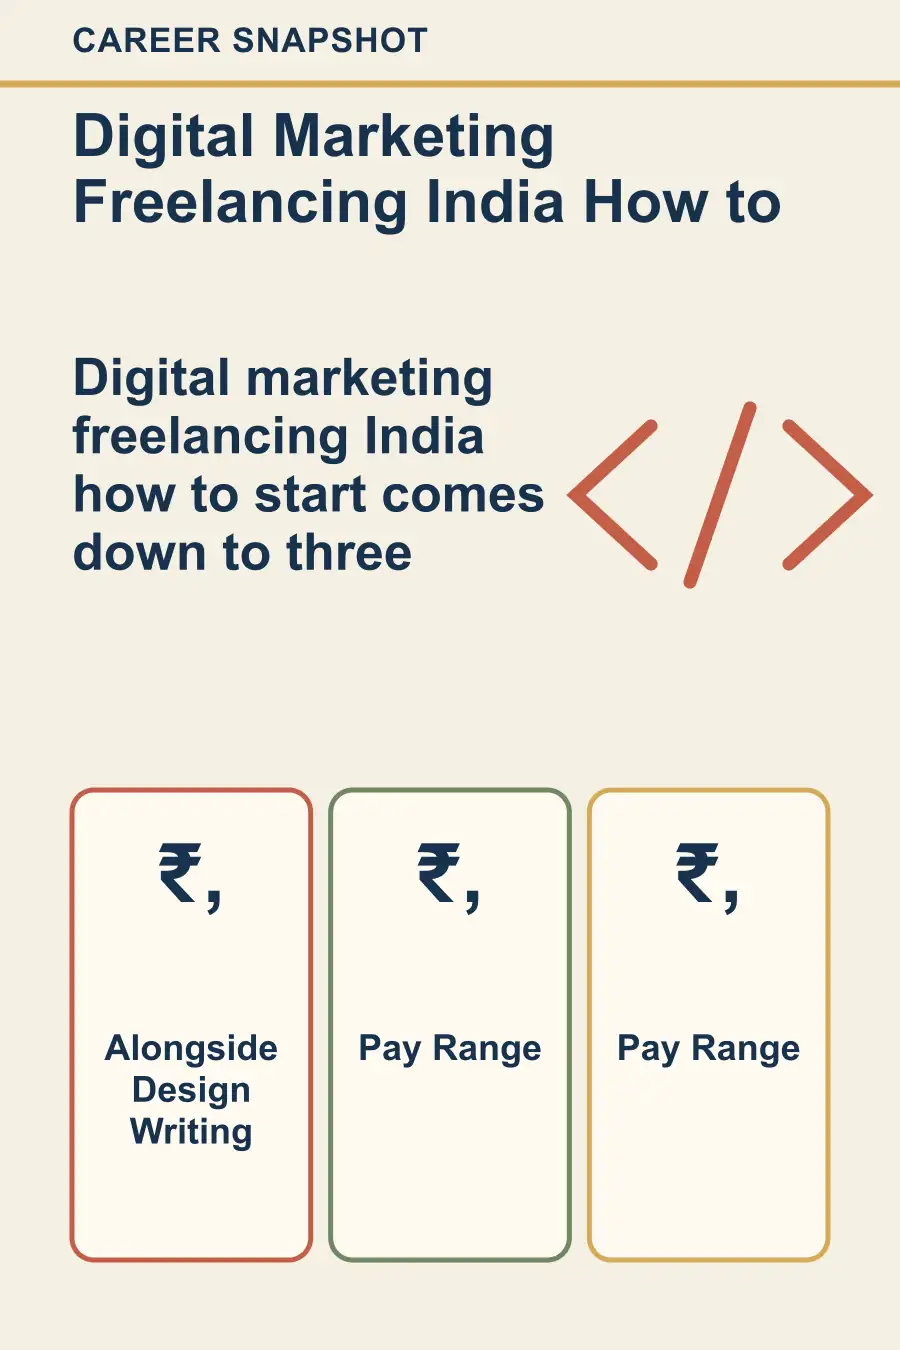 CAREER SNAPSHOT
Digital Marketing
Freelancing India How to
Digital marketing
freelancing India
how to start comes
down to three
</>
₹,
Alongside
Design
Writing
₹,
Pay Range
₹,
Pay Range